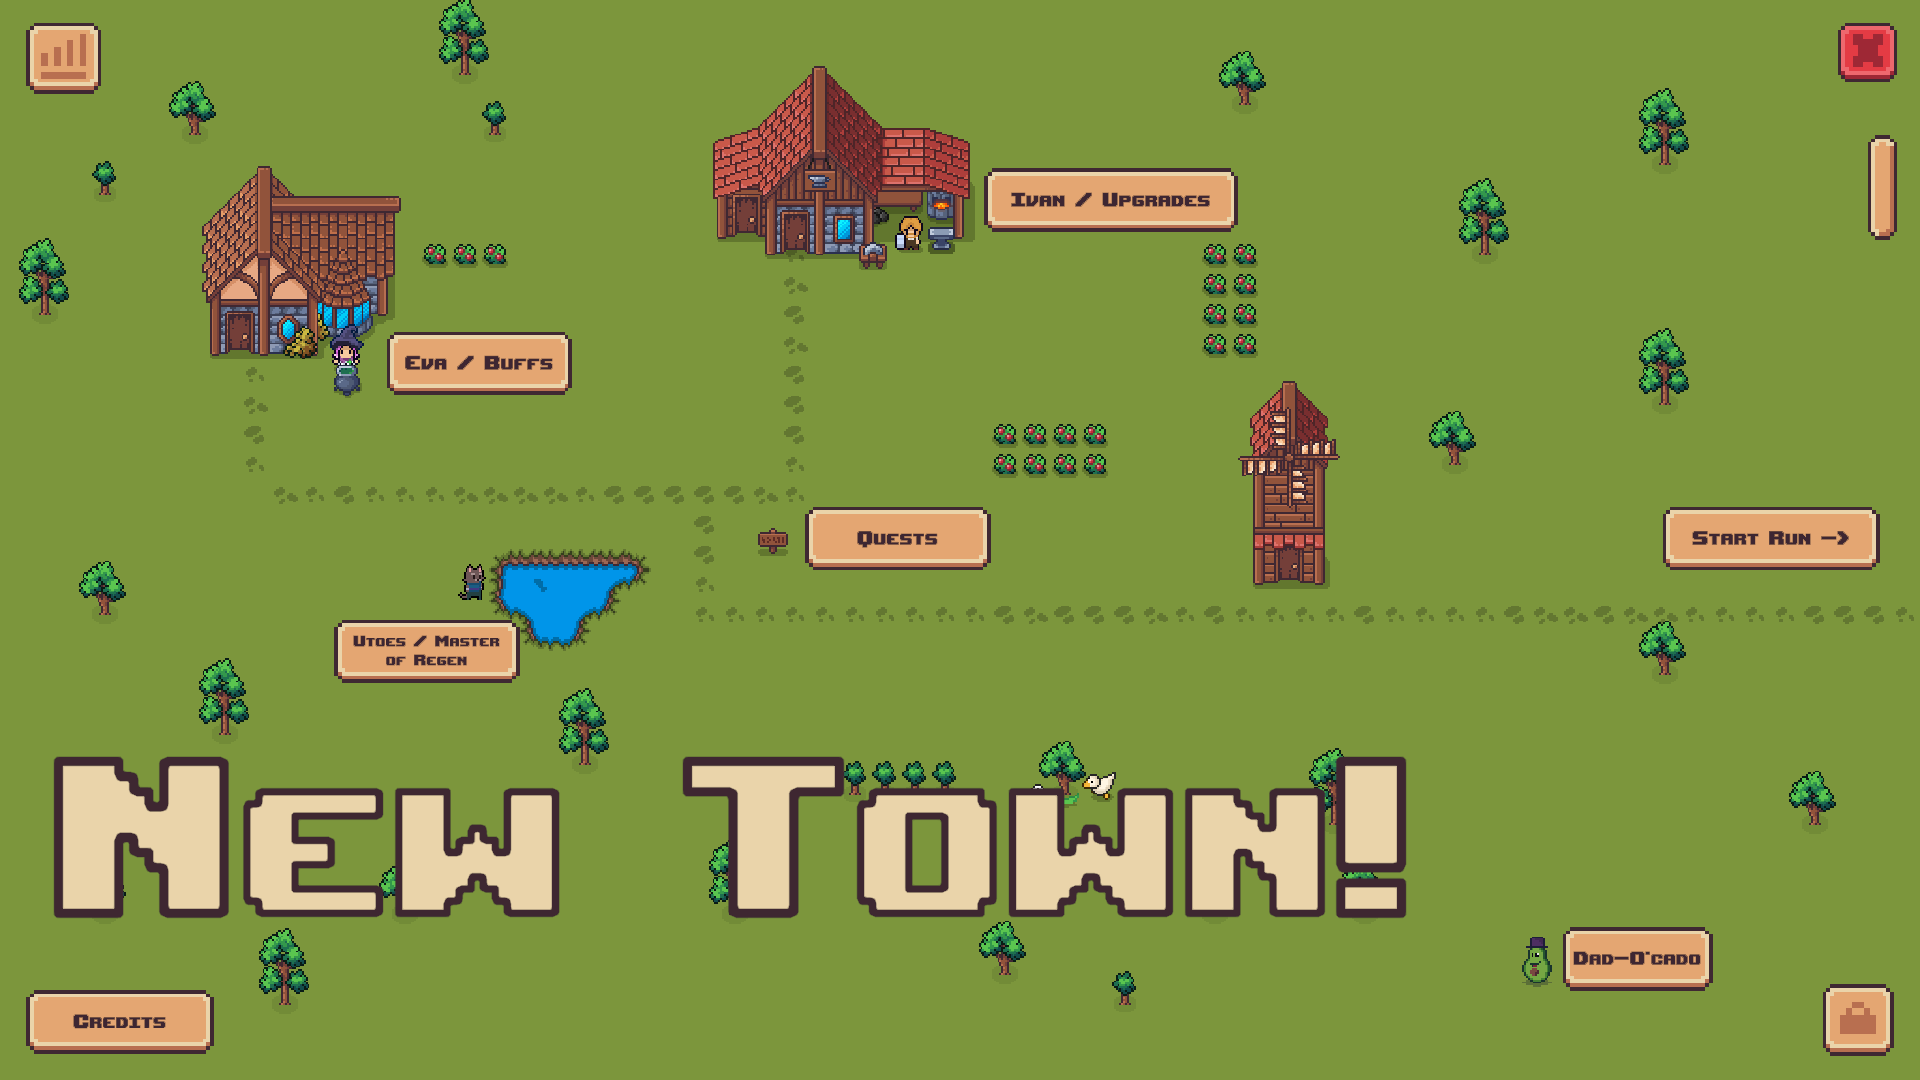 Ivan / Upgrades
Eva / Buffs
Quests
Start Run ->
Utoes / Master
of Regen
New Town!
Dad-O'cado
Credits